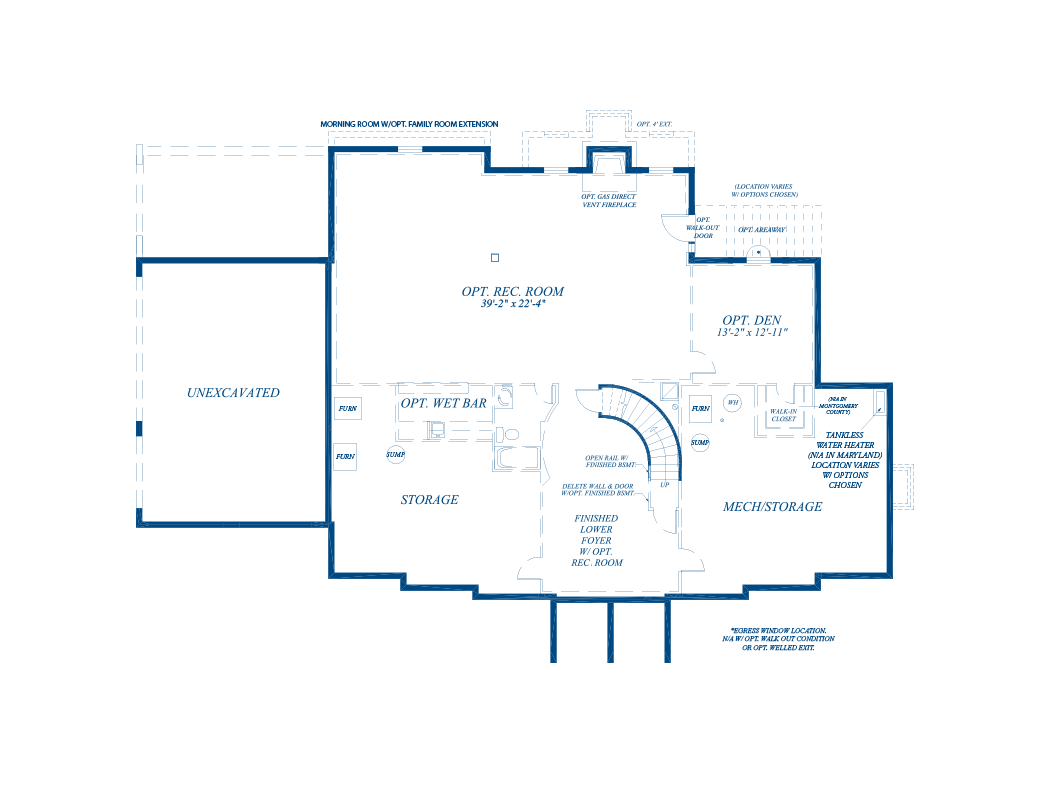 MORNING ROOM W/OPT. FAMILY ROOM EXTENSION
OPT. 4' EXT.
OPT. GAS DIRECT
VENT FIREPLACE
(LOCATION VARIES
W/ OPTIONS CHOSEN)
OPT.
WALK-OUT
DOOR
OPT. AREAWAY
*
OPT. REC. ROOM
39'-2" x 22'-4"
OPT. DEN
13'-2" x 12'-11"
UNEXCAVATED
FURN
OPT. WET BAR
FURN
WH
WALK-IN
CLOSET
(N/A IN
MONTGOMERY
COUNTY)
FURN
SUMP
SUMP
TANKLESS
WATER HEATER
(N/A IN MARYLAND)
LOCATION VARIES
W/ OPTIONS
CHOSEN
OPEN RAIL W/
FINISHED BSMT.
UP
DELETE WALL & DOOR
W/OPT. FINISHED BSMT.
STORAGE
MECH/STORAGE
FINISHED
LOWER
FOYER
W/ OPT.
REC. ROOM
*EGRESS WINDOW LOCATION.
N/A W/ OPT. WALK OUT CONDITION
OR OPT. WELLED EXIT.